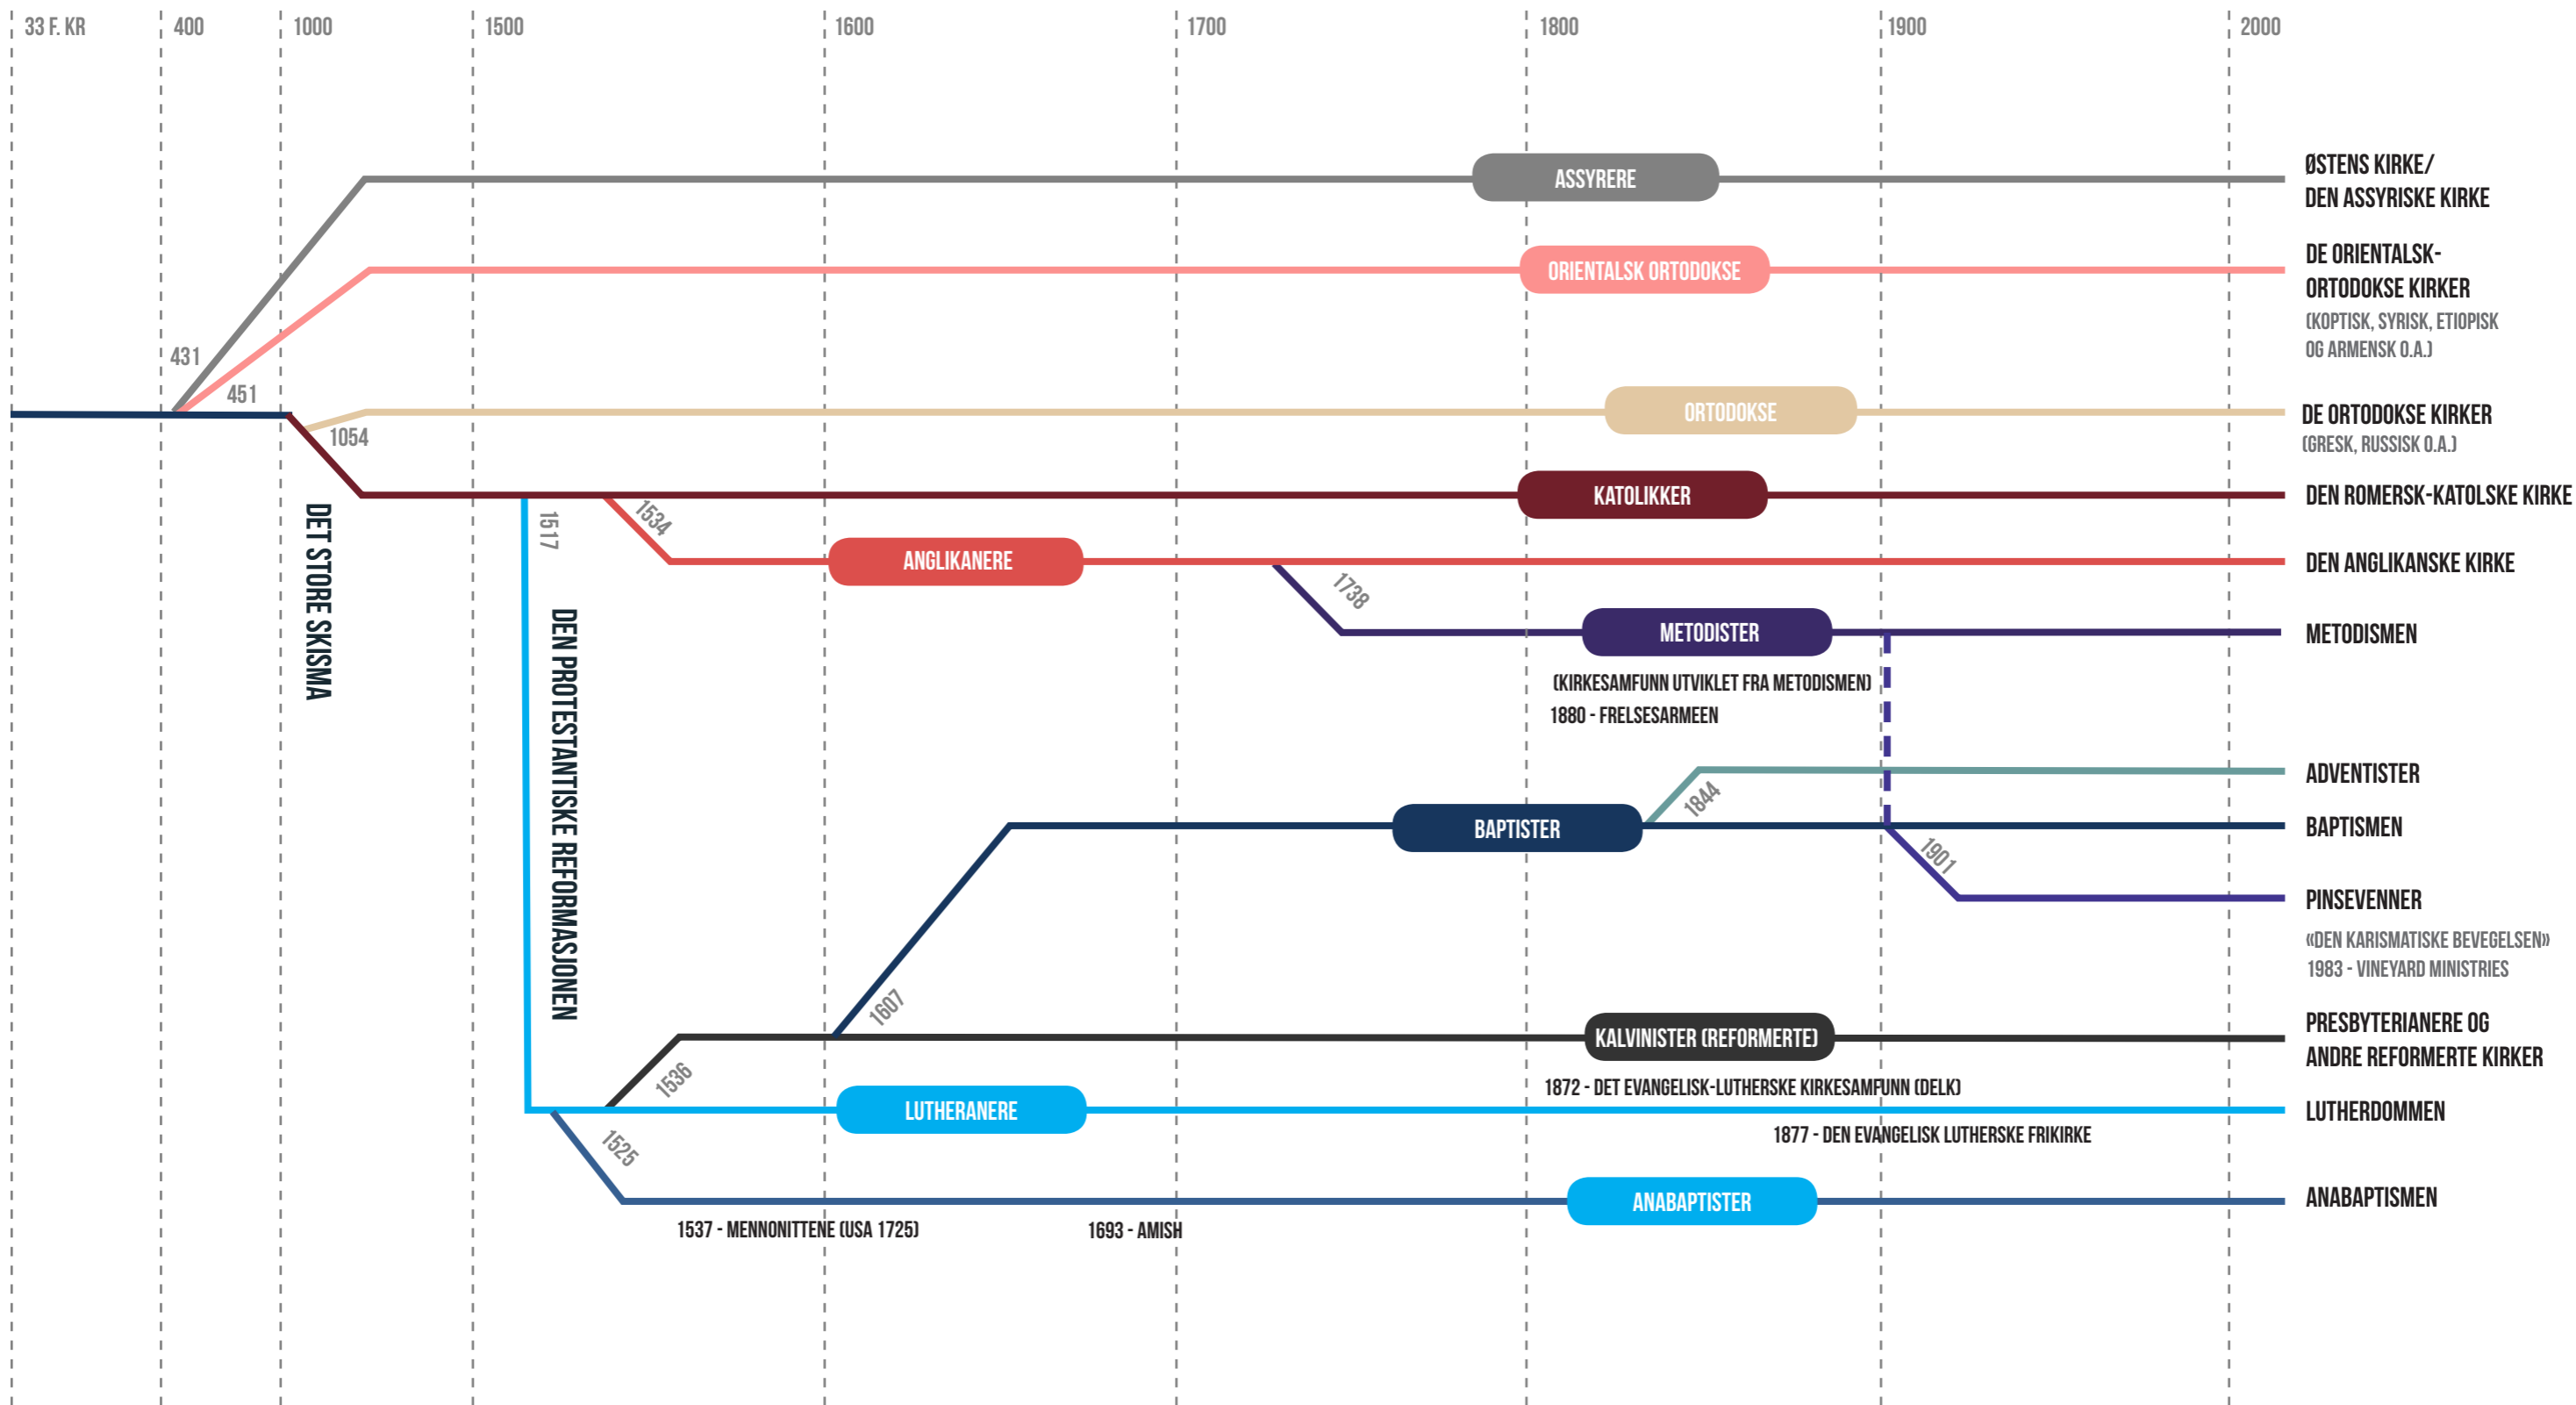 33 F. KR
400
1000
1500
1600
1700
1800
1900
2000
ASSYRERE
ØSTENS KIRKE/
DEN ASSYRISKE KIRKE
ORIENTALSK ORTODOKSE
DE ORIENTALSK-
ORTODOKSE KIRKER
(KOPTISK, SYRISK, ETIOPISK
OG ARMENSK O.A.)
431
451
1054
ORTODOKSE
DE ORTODOKSE KIRKER
(GRESK, RUSSISK O.A.)
KATOLIKKER
DEN ROMERSK-KATOLSKE KIRKE
DET STORE SKISMA
1517
1534
ANGLIKANERE
DEN ANGLIKANSKE KIRKE
1738
METODISTER
METODISMEN
(KIRKESAMFUNN UTVIKLET FRA METODISMEN)
1880 - FRELSESARMEEN
DEN PROTESTANTISKE REFORMASJONEN
ADVENTISTER
1844
BAPTISTER
BAPTISMEN
1901
PINSEVENNER
«DEN KARISMATISKE BEVEGELSEN»
1983 - VINEYARD MINISTRIES
1607
KALVINISTER (REFORMERTE)
PRESBYTERIANERE OG
ANDRE REFORMERTE KIRKER
1536
1872 - DET EVANGELISK-LUTHERSKE KIRKESAMFUNN (DELK)
LUTHERANERE
LUTHERDOMMEN
1877 - DEN EVANGELISK LUTHERSKE FRIKIRKE
1525
ANABAPTISTER
ANABAPTISMEN
1537 - MENNONITTENE (USA 1725)
1693 - AMISH